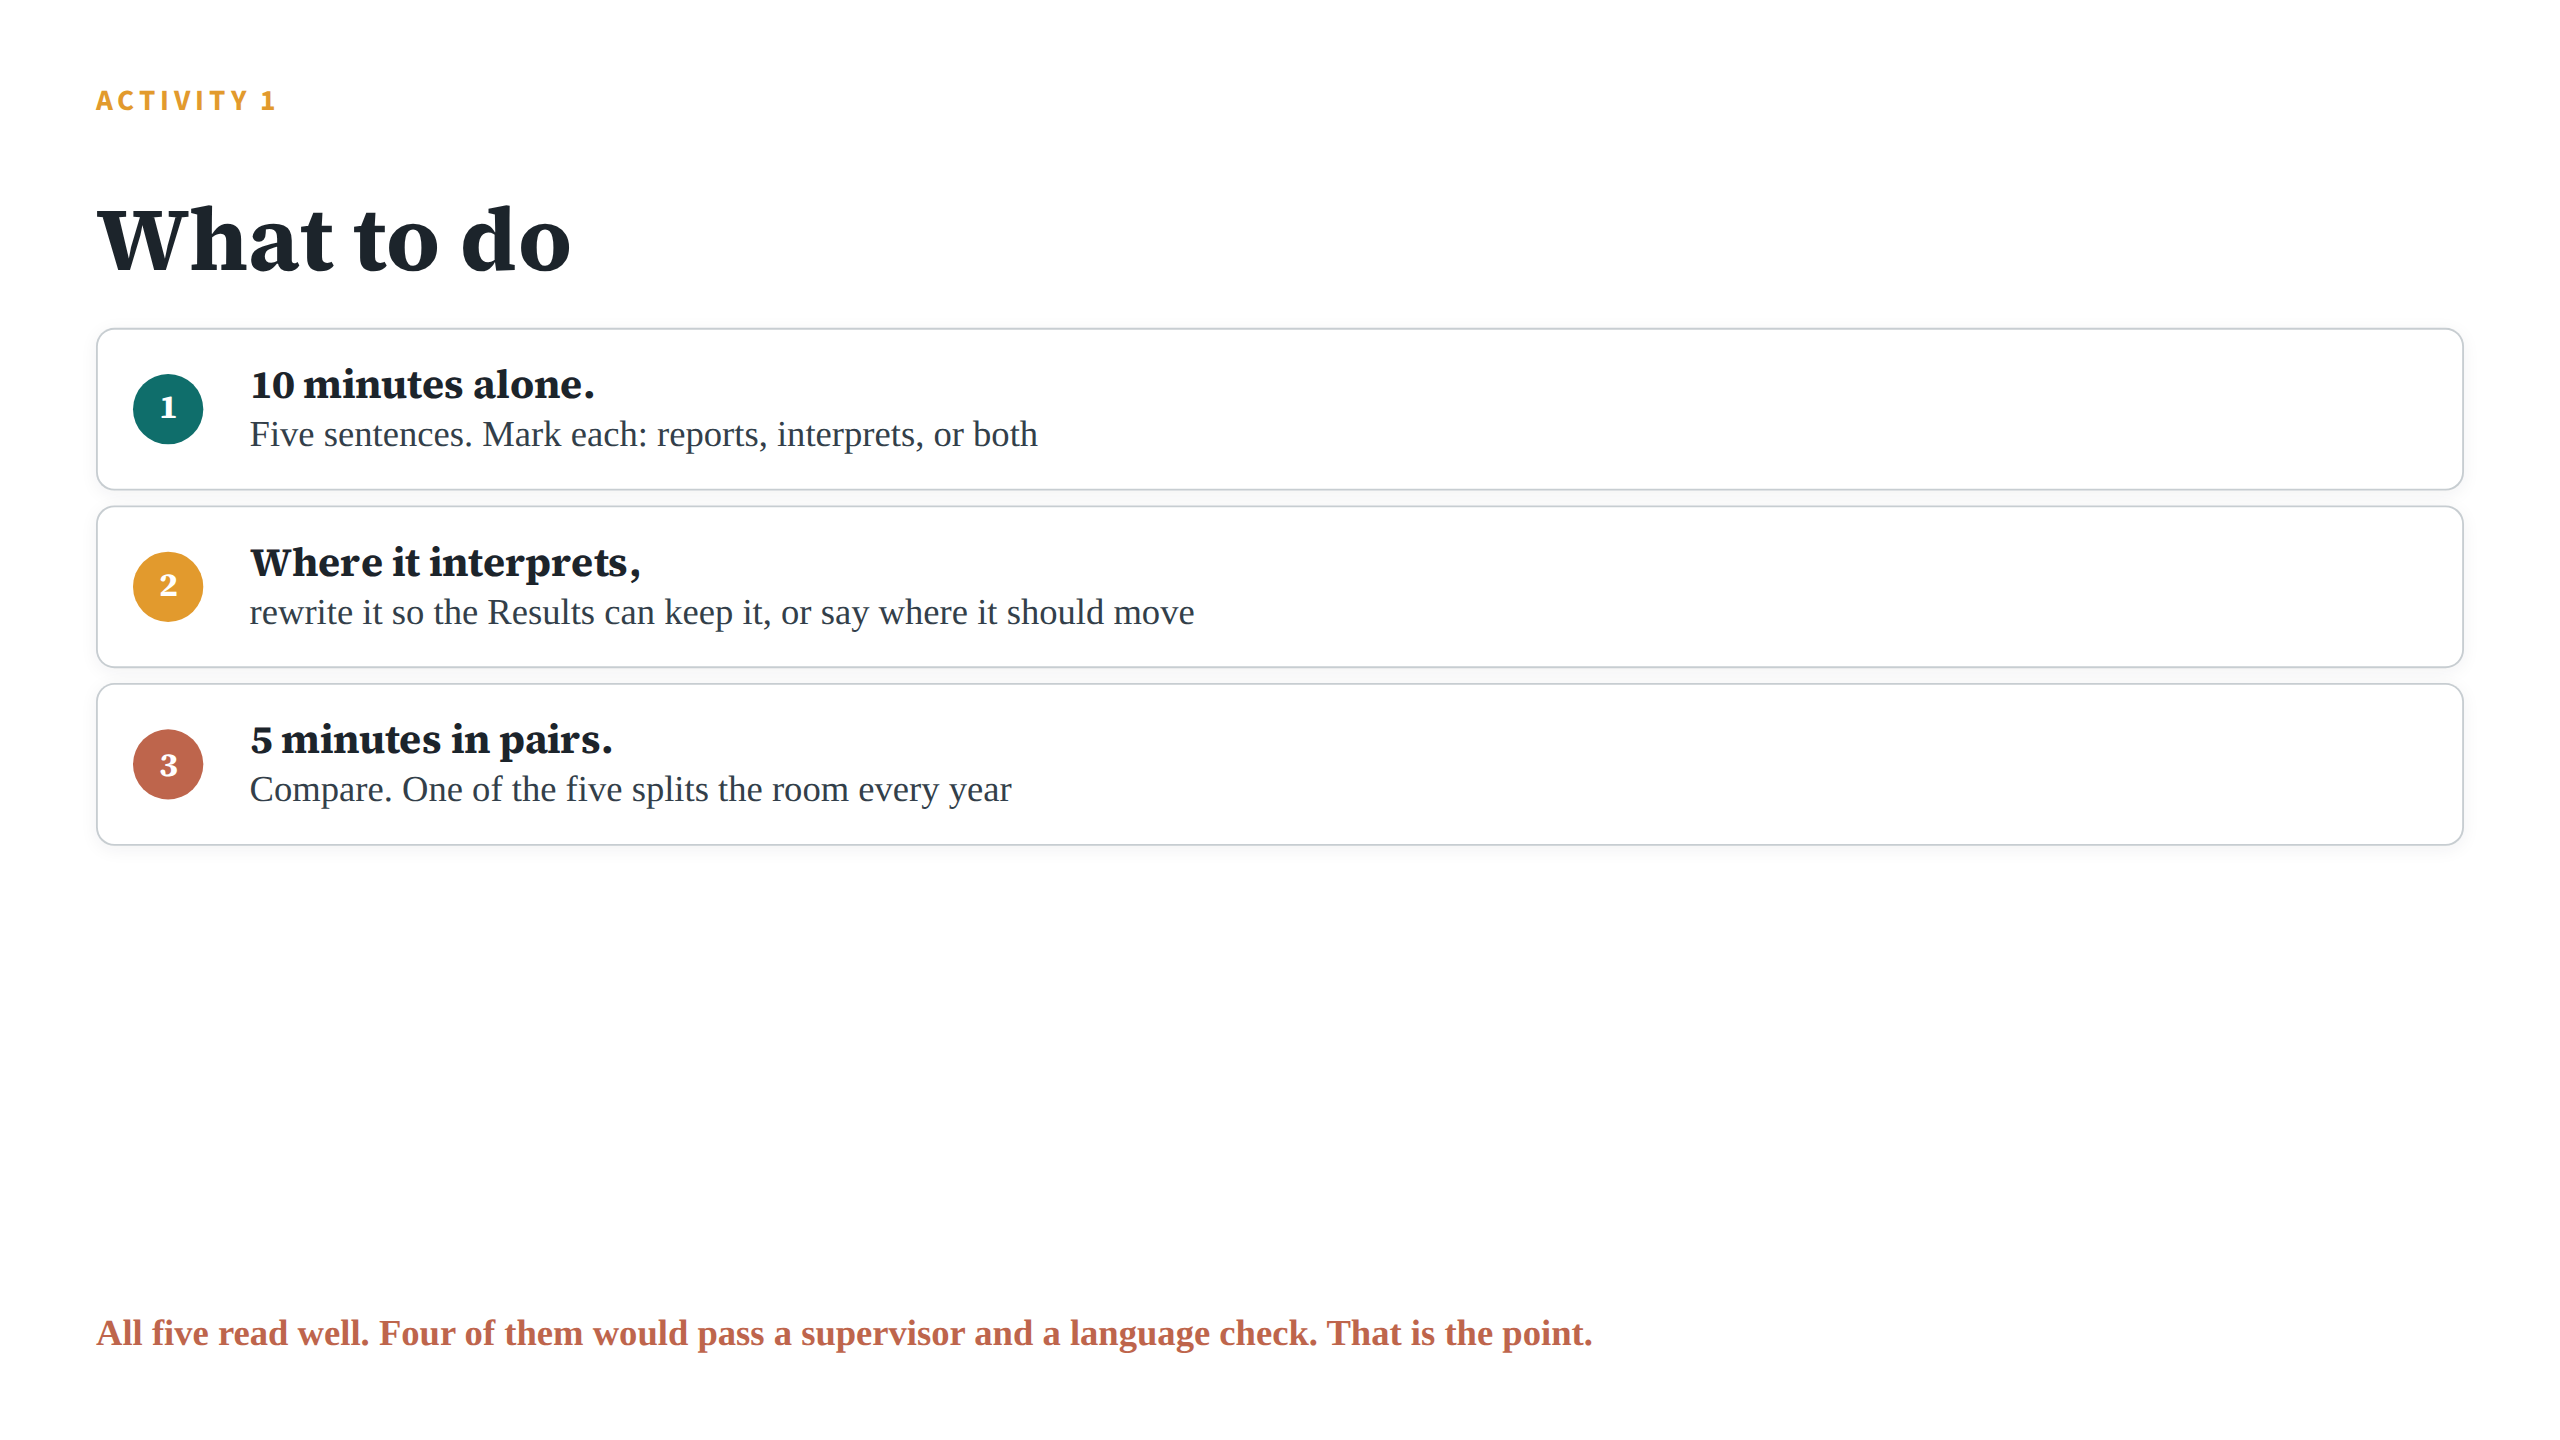 ACTIVITY 1
What to do
1
10 minutes alone.
Five sentences. Mark each: reports, interprets, or both
2
Where it interprets,
rewrite it so the Results can keep it, or say where it should move
3
5 minutes in pairs.
Compare. One of the five splits the room every year
All five read well. Four of them would pass a supervisor and a language check. That is the point.